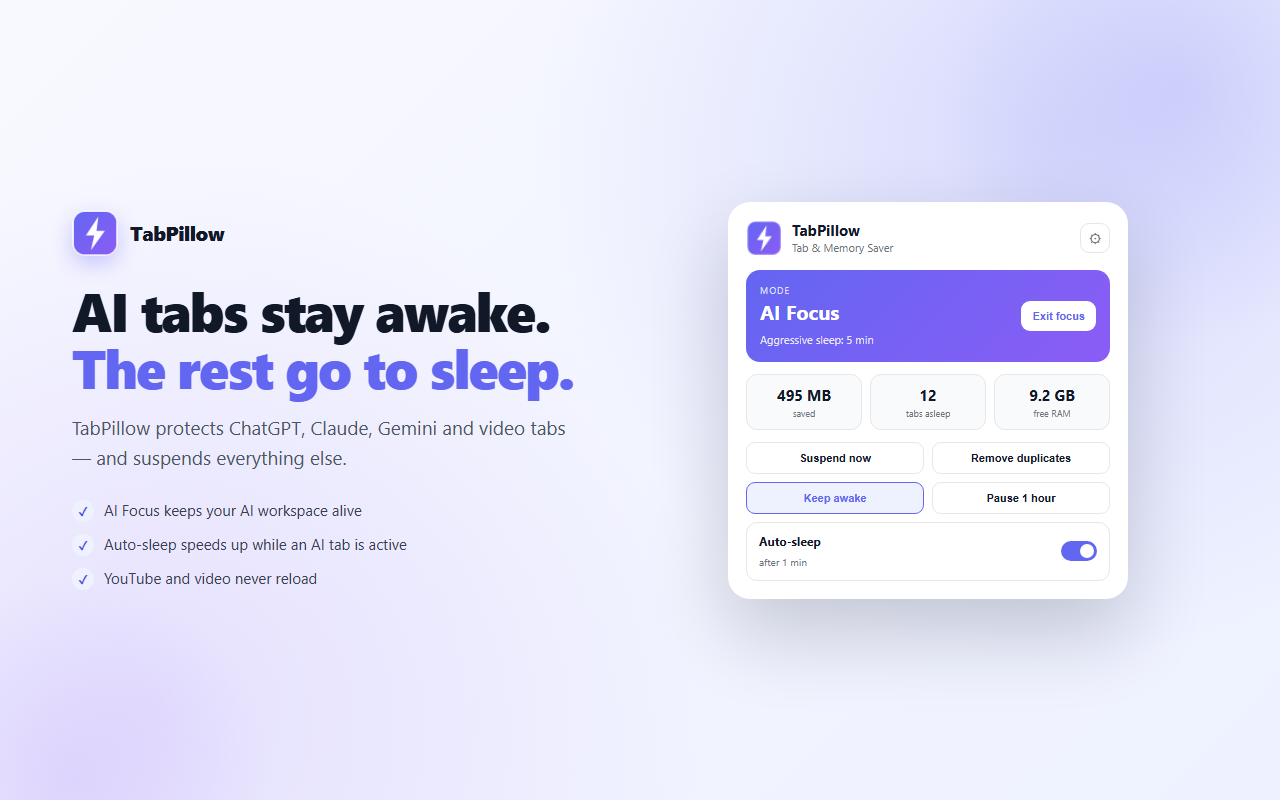 TabPillow
AI tabs stay awake.
The rest go to sleep.
TabPillow protects ChatGPT, Claude, Gemini and video tabs
— and suspends everything else.
✓ AI Focus keeps your AI workspace alive
✓ Auto-sleep speeds up while an AI tab is active
✓ YouTube and video never reload
TabPillow
Tab & Memory Saver
MODE
AI Focus
Exit focus
Aggressive sleep: 5 min
495 MB
saved
12
tabs asleep
9.2 GB
free RAM
Suspend now
Remove duplicates
Keep awake
Pause 1 hour
Auto-sleep
after 1 min